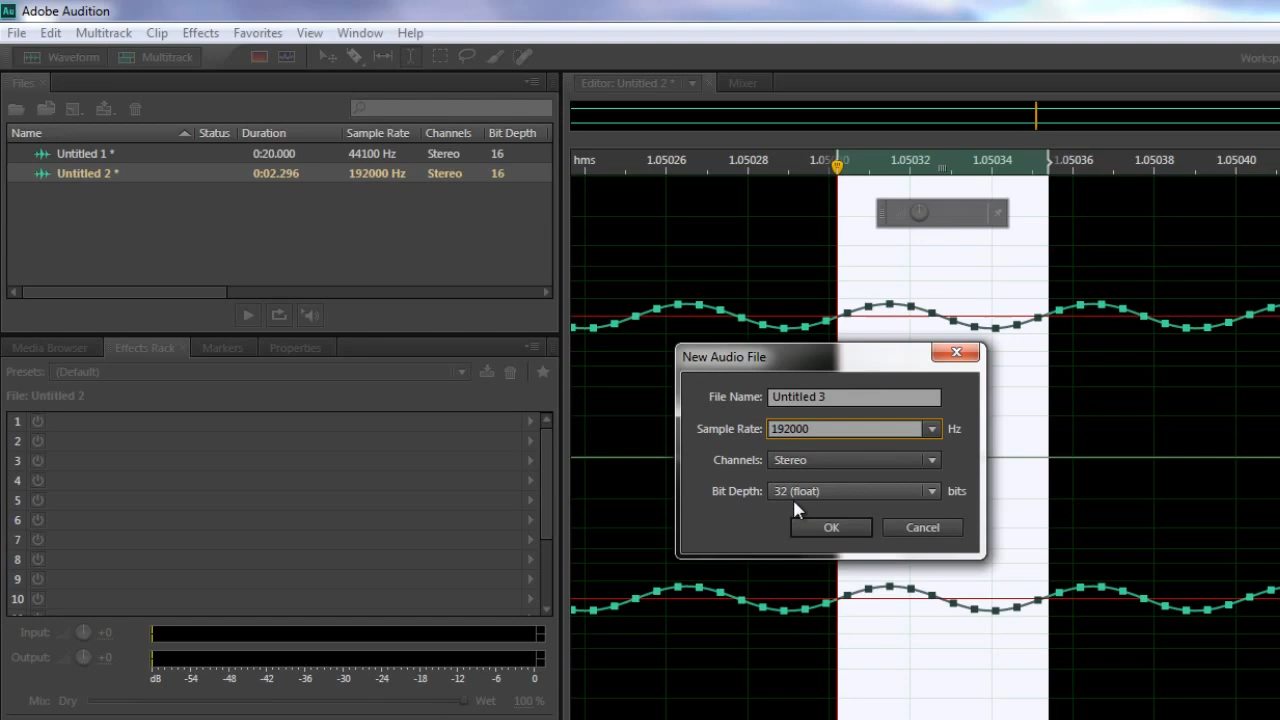 Au Adobe Audition
File Edit Multitrack Clip Effects Favorites View Window Help
Waveform Multitrack Worksp
Files Editor: Untitled 2 * Mixer
Name Status Duration Sample Rate Channels Bit Depth
Untitled 1 * 0:20.000 44100 Hz Stereo 16
Untitled 2 * 0:02.296 192000 Hz Stereo 16
hms 1.05026 1.05028 1.05 0 1.05032 1.05034 1.05036 1.05038 1.05040
Media Browser Effects Rack Markers Properties
Presets: (Default)
File: Untitled 2
1
2
3
4
5
6
7
8
9
10
Input: +0
Output: +0
dB -54 -48 -42 -36 -30 -24 -18 -12 -6 0
Mix: Dry Wet 100 %
New Audio File
File Name: Untitled 3
Sample Rate: 192000 Hz
Channels: Stereo
Bit Depth: 32 (float) bits
OK Cancel